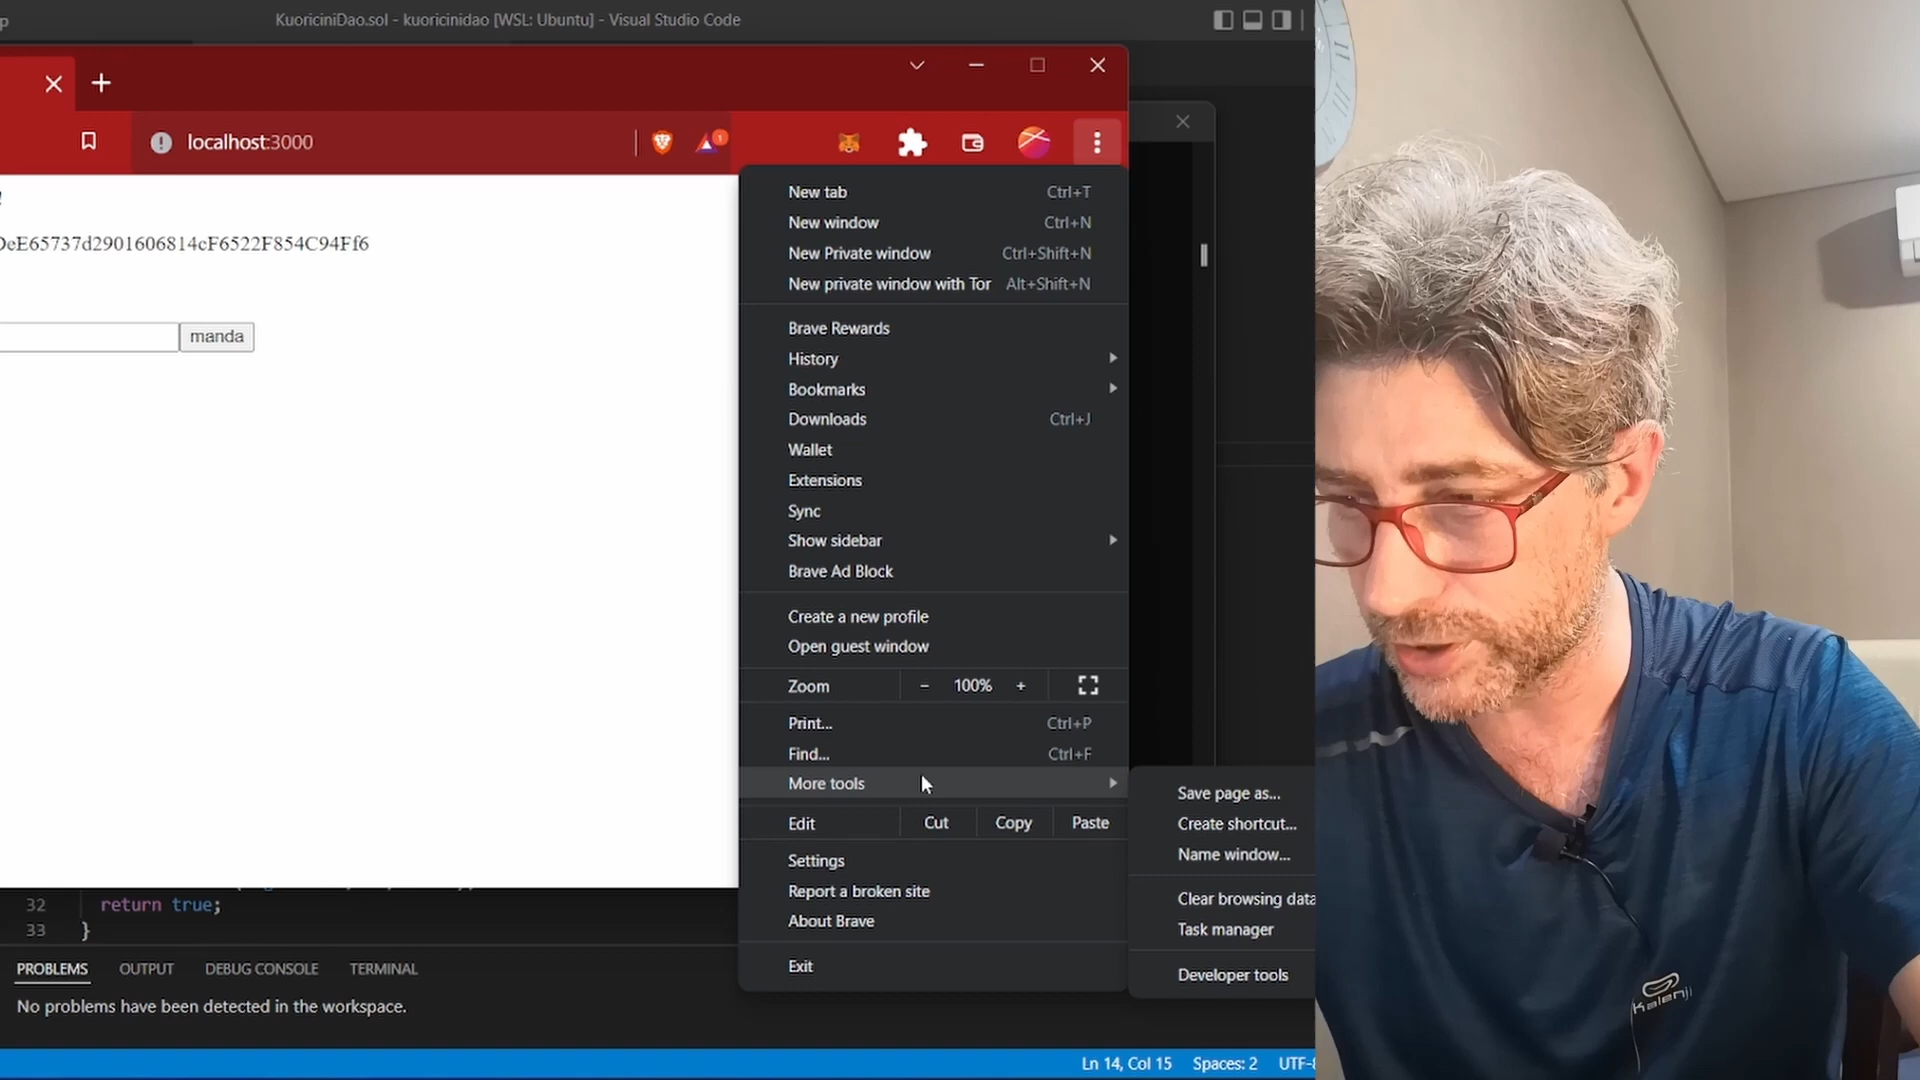 KuoriciniDao.sol - kuoricinidao [WSL: Ubuntu] - Visual Studio Code
localhost:3000
1
DeE65737d2901606814cF6522F854C94Ff6
manda
New tab Ctrl+T
New window Ctrl+N
New Private window Ctrl+Shift+N
New private window with Tor Alt+Shift+N
Brave Rewards
History
Bookmarks
Downloads Ctrl+J
Wallet
Extensions
Sync
Show sidebar
Brave Ad Block
Create a new profile
Open guest window
Zoom - 100% +
Print... Ctrl+P
Find... Ctrl+F
More tools
Edit Cut Copy Paste
Settings
Report a broken site
About Brave
Exit
Save page as...
Create shortcut...
Name window...
Clear browsing data
Task manager
Developer tools
32 return true;
33 }
PROBLEMS OUTPUT DEBUG CONSOLE TERMINAL
No problems have been detected in the workspace.
Ln 14, Col 15 Spaces: 2 UTF-8
Kalenji